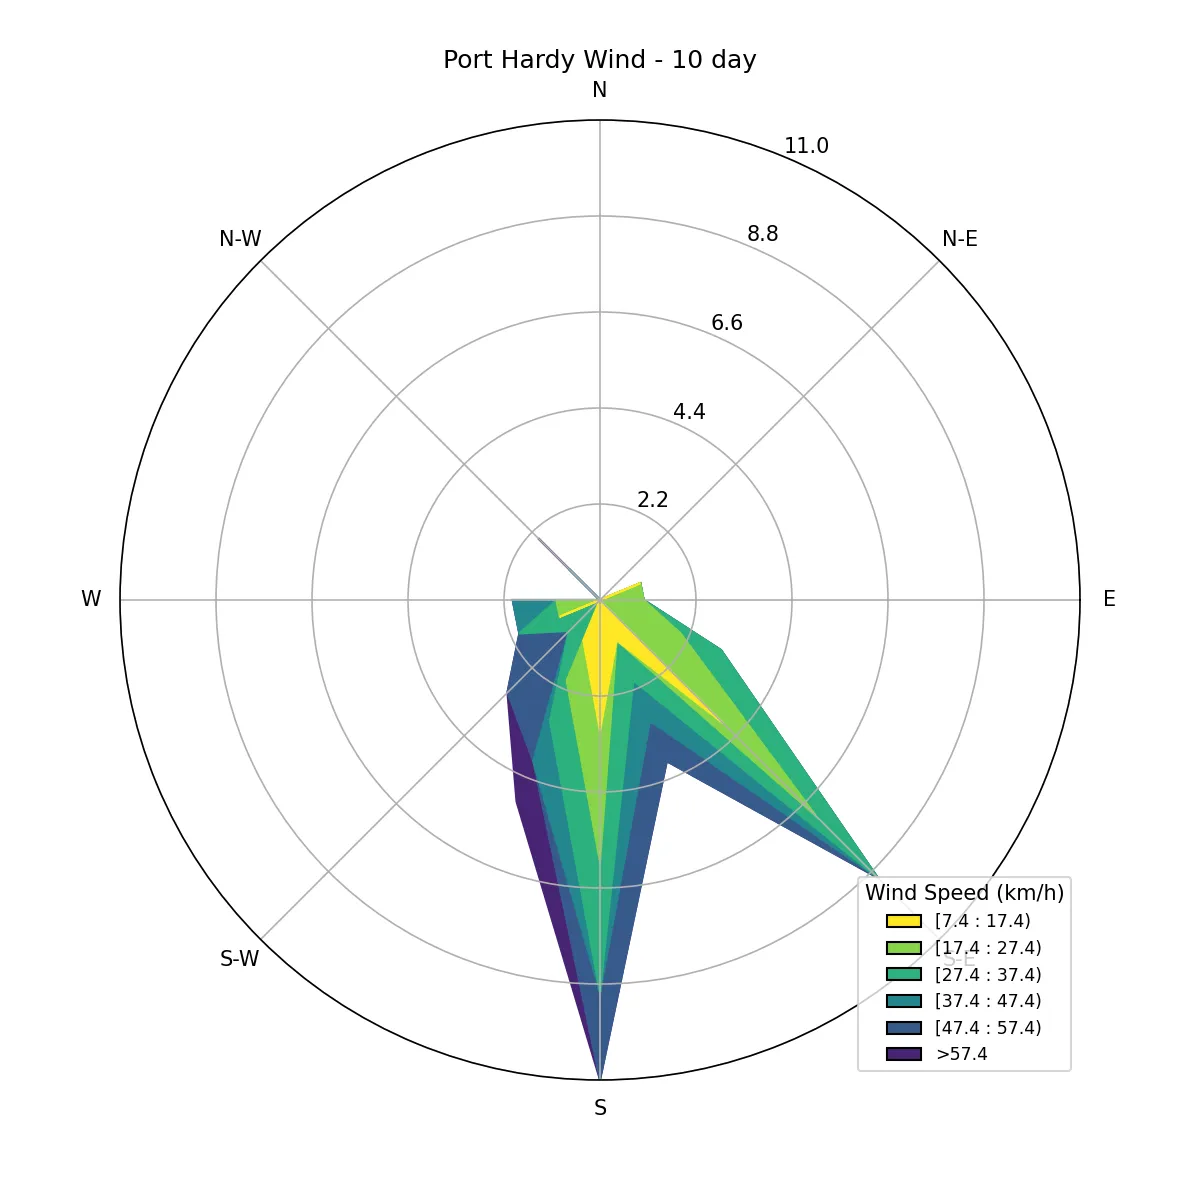 Port Hardy Wind - 10 day
N
11.0
N-W
N-E
8.8
6.6
4.4
2.2
W
E
Wind Speed (km/h)
[7.4 : 17.4)
[17.4 : 27.4)
S-W
S-E
[27.4 : 37.4)
[37.4 : 47.4)
[47.4 : 57.4)
>57.4
S